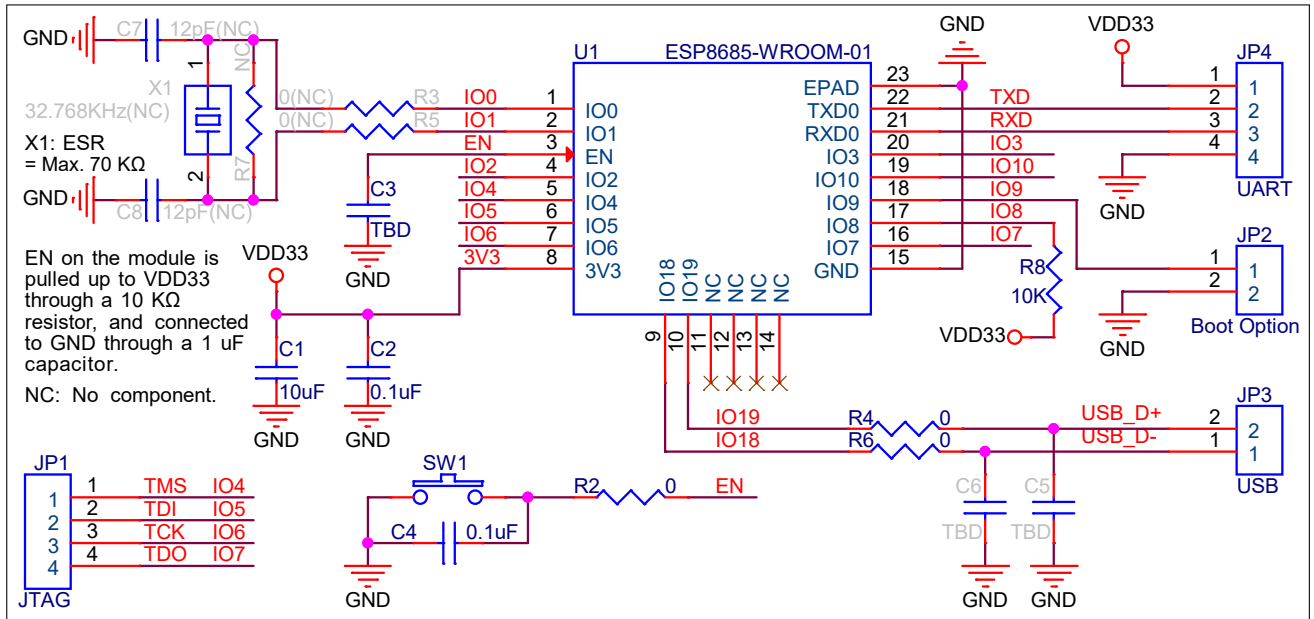 GND
C7
12pF(NC)
1
NC
X1
32.768KHz(NC)
X1: ESR
= Max. 70 KΩ
2
R7
GND
C8
12pF(NC)
0(NC)
R3
0(NC)
R5
IO0
IO1
EN
IO2
IO4
IO5
IO6
3V3
1
2
3
4
5
6
7
8
C3
TBD
GND
EN on the module is
pulled up to VDD33
through a 10 KΩ
resistor, and connected
to GND through a 1 uF
capacitor.
NC: No component.
VDD33
C1
10uF
GND
C2
0.1uF
GND
U1
ESP8685-WROOM-01
IO0
IO1
EN
IO2
IO4
IO5
IO6
3V3
EPAD
TXD0
RXD0
IO3
IO10
IO9
IO8
IO7
GND
IO18
IO19
NC
NC
NC
NC
9
10
11
12
13
14
23
22
21
20
19
18
17
16
15
GND
TXD
RXD
IO3
IO10
IO9
IO8
IO7
R8
10K
VDD33
VDD33
JP4
1
2
3
4
1
2
3
4
UART
GND
JP2
1
2
1
2
Boot Option
GND
IO19
IO18
R4
0
R6
0
USB_D+
USB_D-
JP3
2
1
2
1
USB
C6
TBD
GND
C5
TBD
GND
JP1
1
2
3
4
1
2
3
4
TMS IO4
TDI IO5
TCK IO6
TDO IO7
JTAG
SW1
C4
0.1uF
GND
R2
0
EN